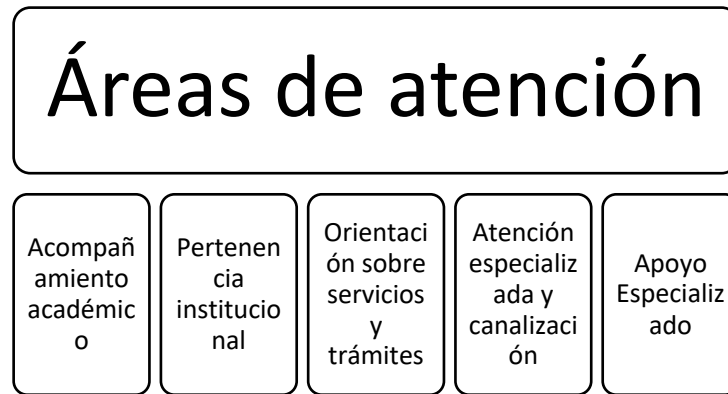 Áreas de atención
Acompañ
amiento
académic
o
Pertenen
cia
institucio
nal
Orientaci
ón sobre
servicios
y
trámites
Atención
especializ
ada y
canalizaci
ón
Apoyo
Especializ
ado